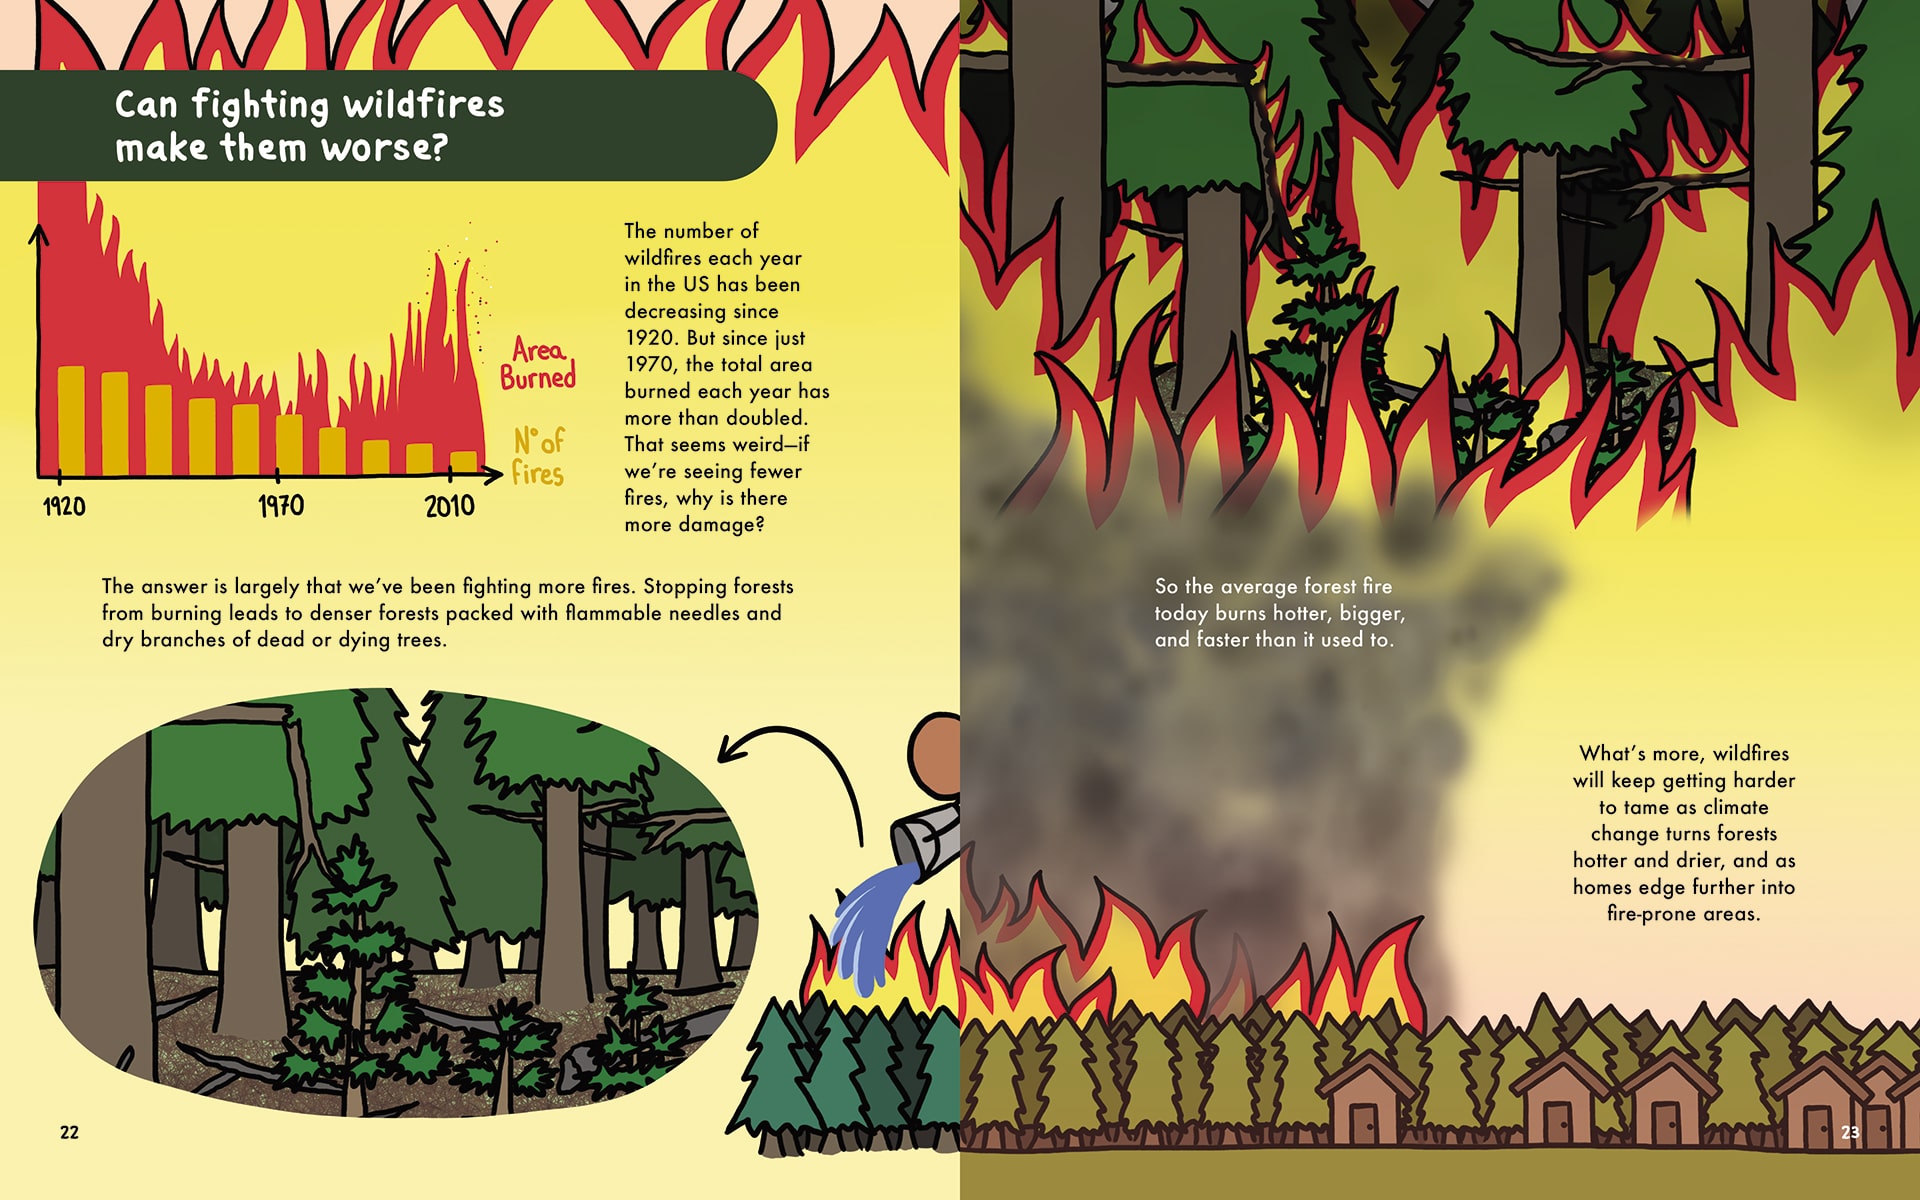 Can fighting wildfires
make them worse?
The number of
wildfires each year
in the US has been
decreasing since
1920. But since just
1970, the total area
burned each year has
more than doubled.
That seems weird—if
we're seeing fewer
fires, why is there
more damage?
Area
Burned
N° of
fires
1920
1970
2010
The answer is largely that we've been fighting more fires. Stopping forests
from burning leads to denser forests packed with flammable needles and
dry branches of dead or dying trees.
22
So the average forest fire
today burns hotter, bigger,
and faster than it used to.
What's more, wildfires
will keep getting harder
to tame as climate
change turns forests
hotter and drier, and as
homes edge further into
fire-prone areas.
23